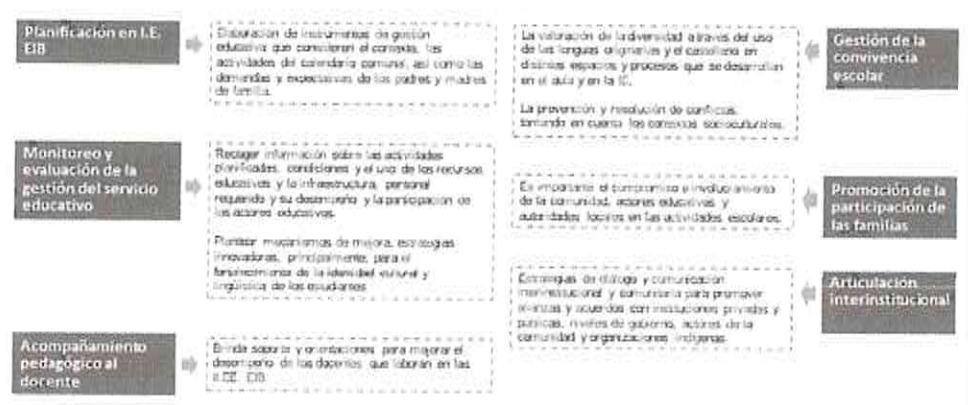 Planificación en I.E.
EIB
Elaboración de instrumentos de gestión
educativa que consideren el contexto, las
actividades del calendario comunal, así como las
demandas y expectativas de los padres y madres
de familia.
Monitoreo y
evaluación de la
gestión del servicio
educativo
Recoger información sobre las actividades
planificadas, condiciones y el uso de los recursos
educativos y la infraestructura, personal
requerido y su desempeño y la participación de
los actores educativos.
Plantear mecanismos de mejora, estrategias
innovadoras, principalmente, para el
fortalecimiento de la identidad cultural y
lingüística de los estudiantes
Acompañamiento
pedagógico al
docente
Brinda soporte y orientaciones para mejorar el
desempeño de los docentes que laboran en las
II.EE. EIB
La valoración de la diversidad a través del uso
de las lenguas originarias y el castellano en
distintos espacios y procesos que se desarrollan
en el aula y en la IE.
La prevención y resolución de conflictos,
tomando en cuenta los contextos socioculturales.
Gestión de la
convivencia
escolar
Es importante el compromiso e involucramiento
de la comunidad, actores educativos y
autoridades locales en las actividades escolares.
Promoción de la
participación de
las familias
Estrategias de diálogo y comunicación
interinstitucional y comunitaria para promover
alianzas y acuerdos con instituciones privadas y
públicas, niveles de gobierno, actores de la
comunidad y organizaciones indígenas.
Articulación
interinstitucional